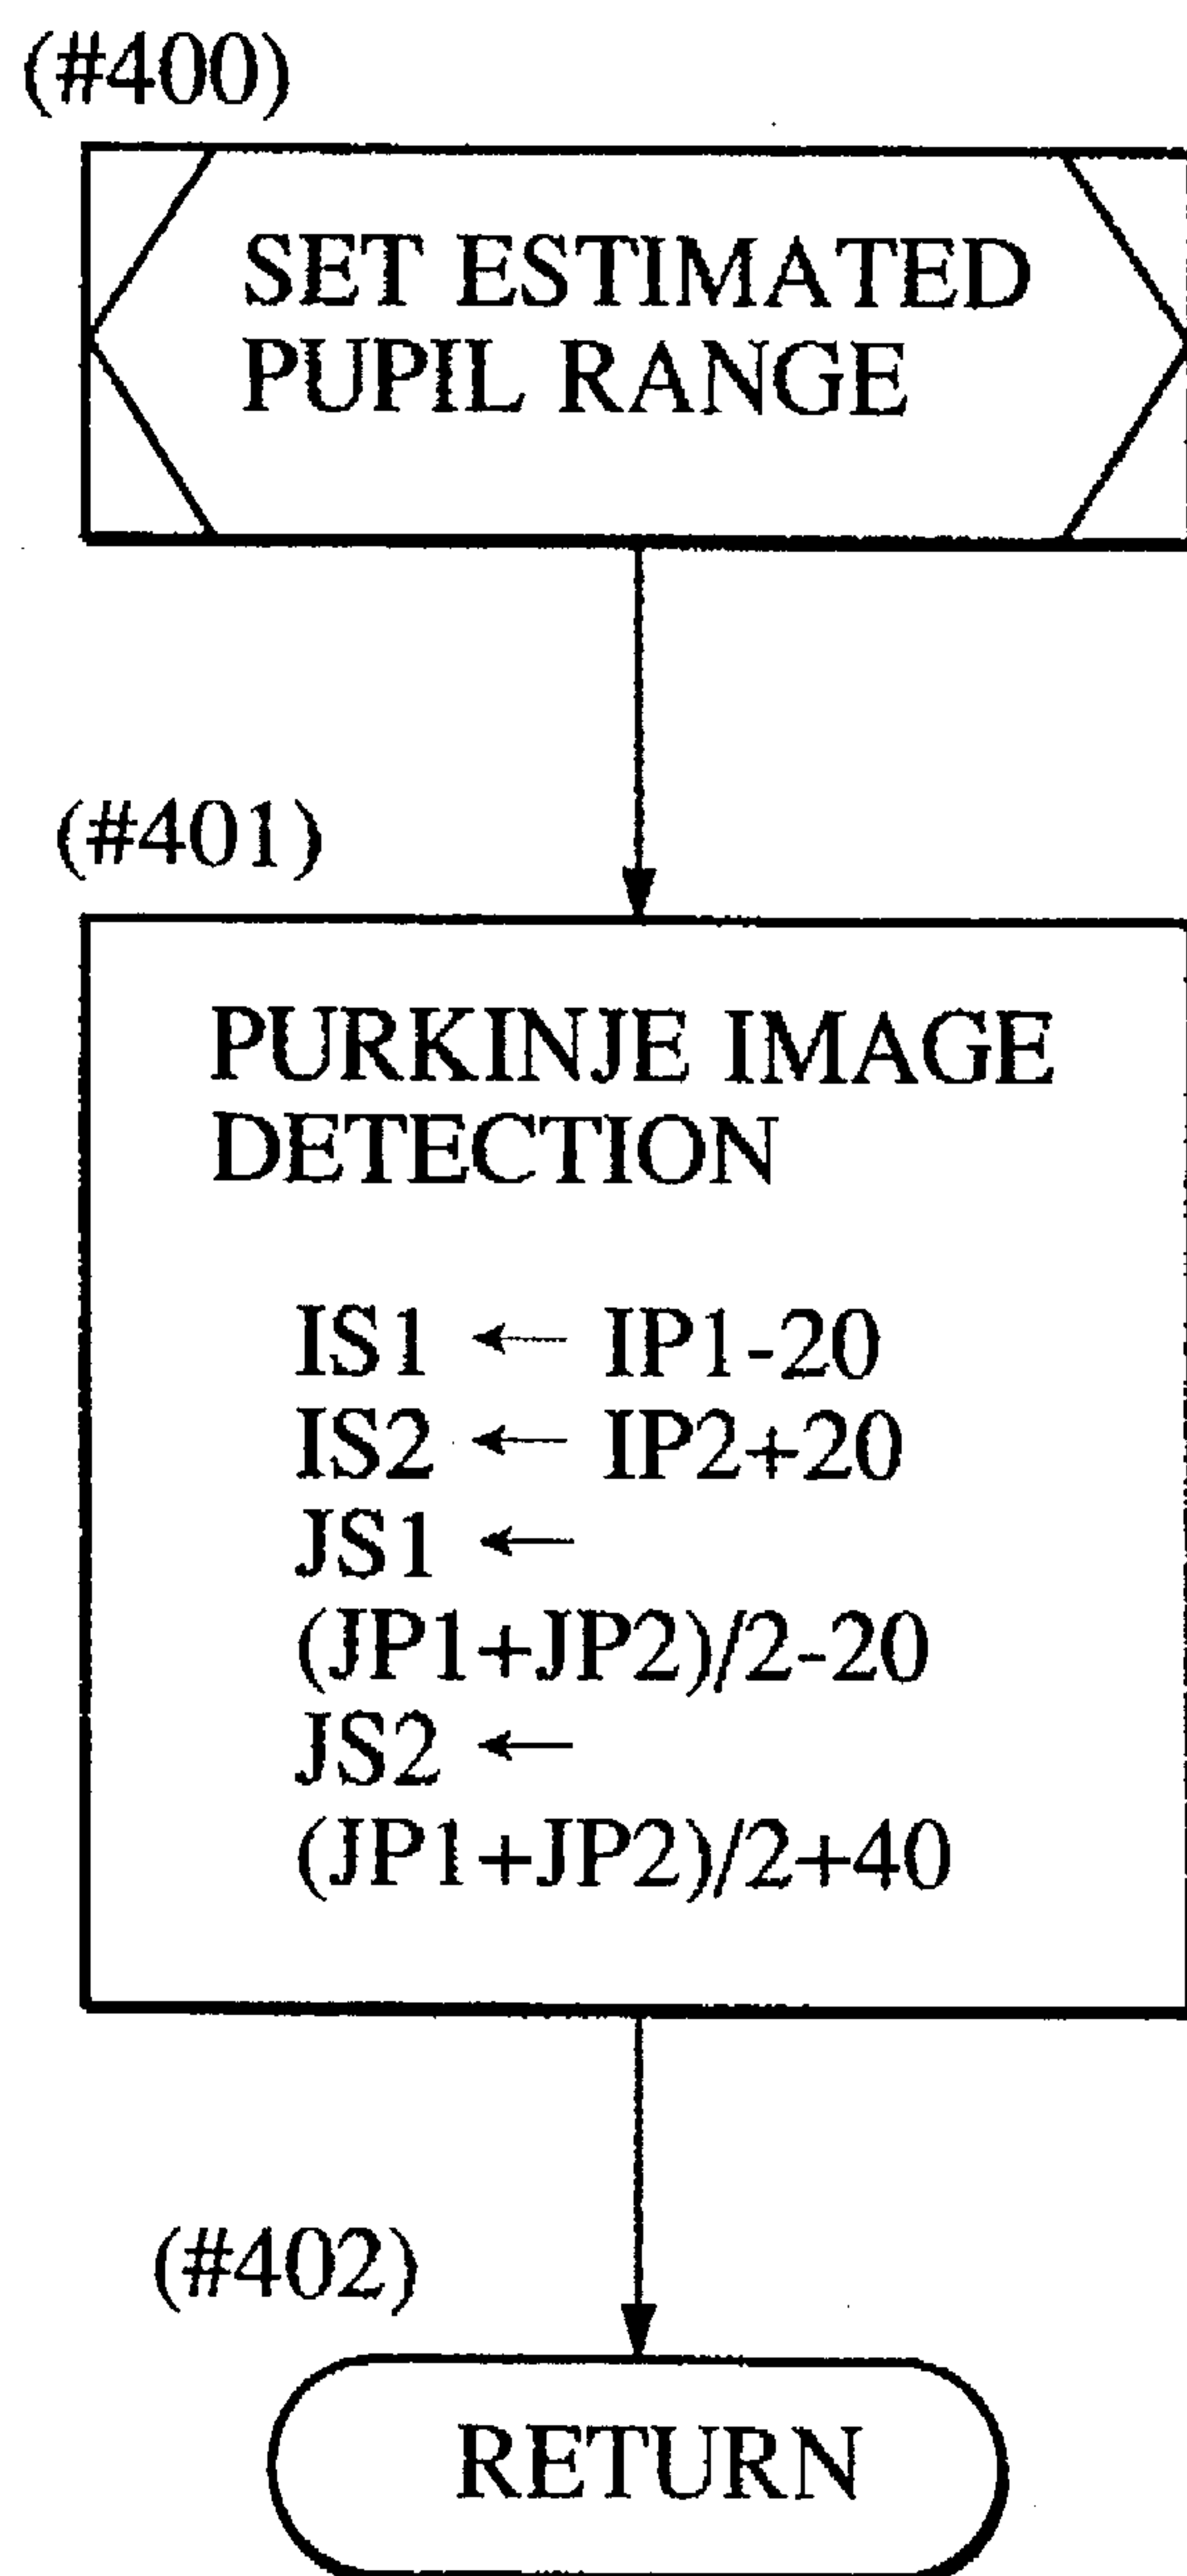 (#400)
SET ESTIMATED
PUPIL RANGE
(#401)
PURKINJE IMAGE
DETECTION
IS1 ← IP1-20
IS2 ← IP2+20
JS1 ←
(JP1+JP2)/2-20
JS2 ←
(JP1+JP2)/2+40
(#402)
RETURN